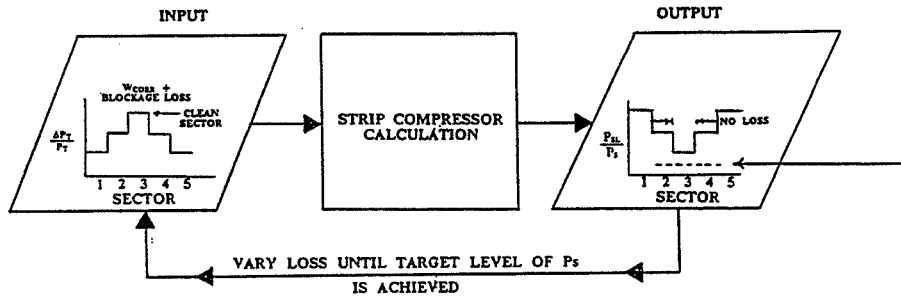 INPUT
OUTPUT
WCORR +
BLOCKAGE LOSS
CLEAN
SECTOR
ΔPT
PT
1 2 3 4 5
SECTOR
STRIP COMPRESSOR
CALCULATION
NO LOSS
PSL
PS
1 2 3 4 5
SECTOR
VARY LOSS UNTIL TARGET LEVEL OF Ps
IS ACHIEVED